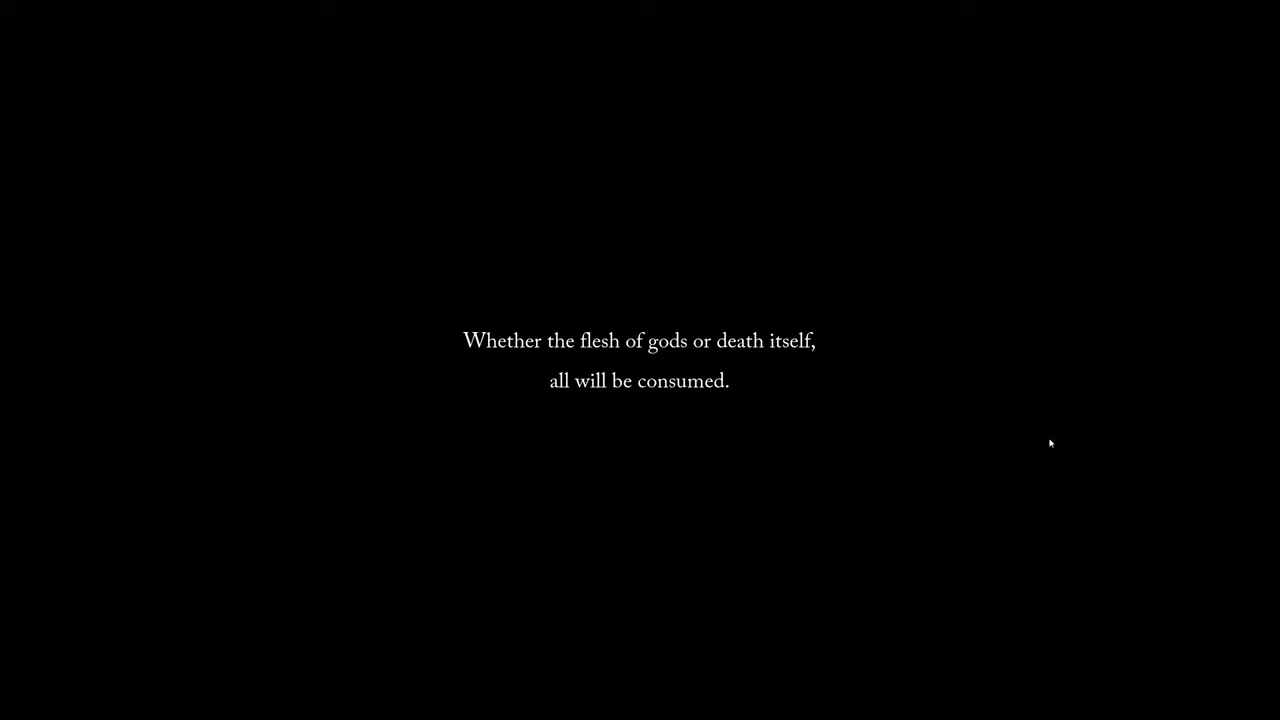 Whether the flesh of gods or death itself,
all will be consumed.